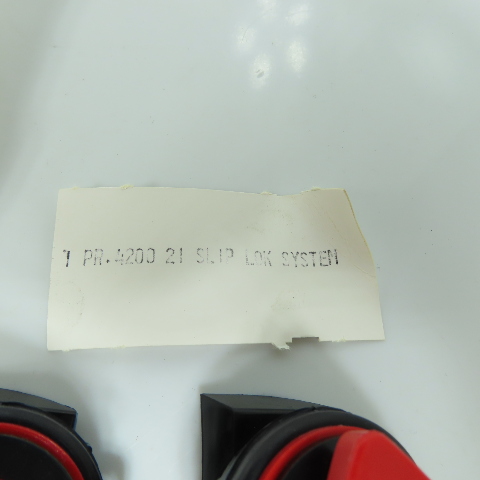 1 PR.4200 21 SLIP LOK SYSTEM